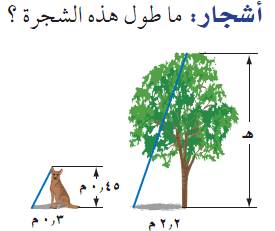 أشجار: ما طول هذه الشجرة ؟
هـ
٠٫٤٥ م
٠٫٣ م
٢٫٢ م